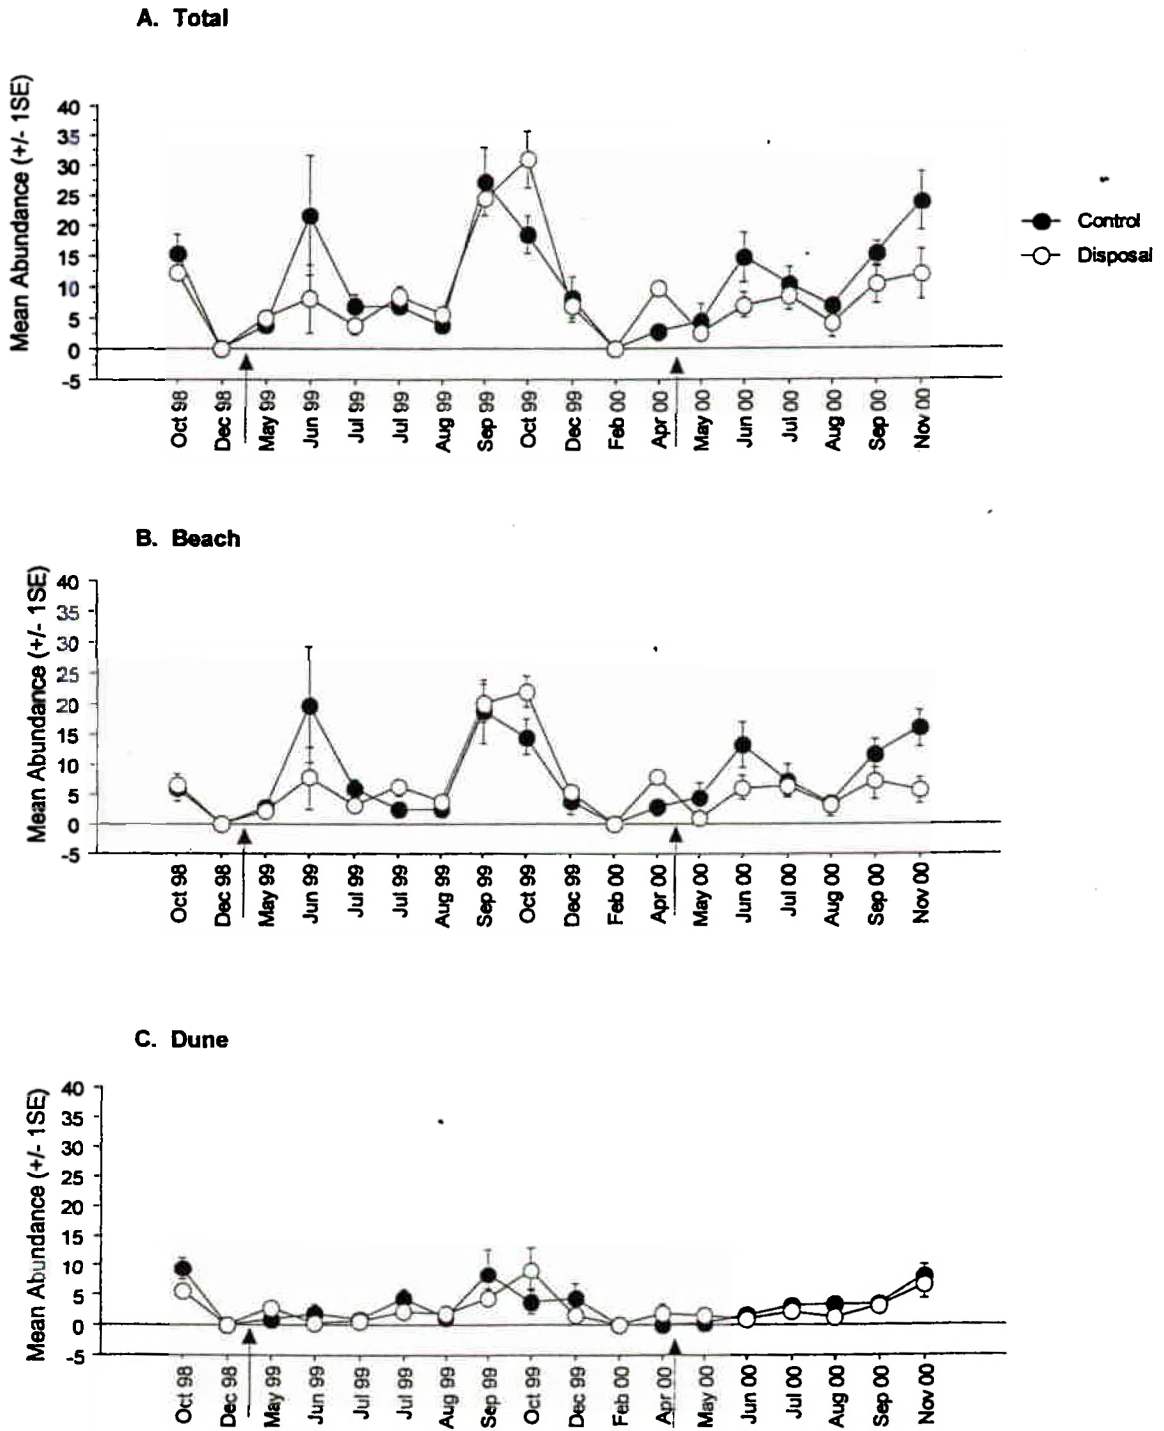 A. Total
Mean Abundance (+/- 1SE)
40
35
30
25
20
15
10
5
0
-5
Oct 98
Dec 98
May 99
Jun 99
Jul 99
Jul 99
Aug 99
Sep 99
Oct 99
Dec 99
Feb 00
Apr 00
May 00
Jun 00
Jul 00
Aug 00
Sep 00
Nov 00
Control
Disposal
B. Beach
Mean Abundance (+/- 1SE)
40
35
30
25
20
15
10
5
0
-5
Oct 98
Dec 98
May 99
Jun 99
Jul 99
Jul 99
Aug 99
Sep 99
Oct 99
Dec 99
Feb 00
Apr 00
May 00
Jun 00
Jul 00
Aug 00
Sep 00
Nov 00
C. Dune
Mean Abundance (+/- 1SE)
40
35
30
25
20
15
10
5
0
-5
Oct 98
Dec 98
May 99
Jun 99
Jul 99
Jul 99
Aug 99
Sep 99
Oct 99
Dec 99
Feb 00
Apr 00
May 00
Jun 00
Jul 00
Aug 00
Sep 00
Nov 00